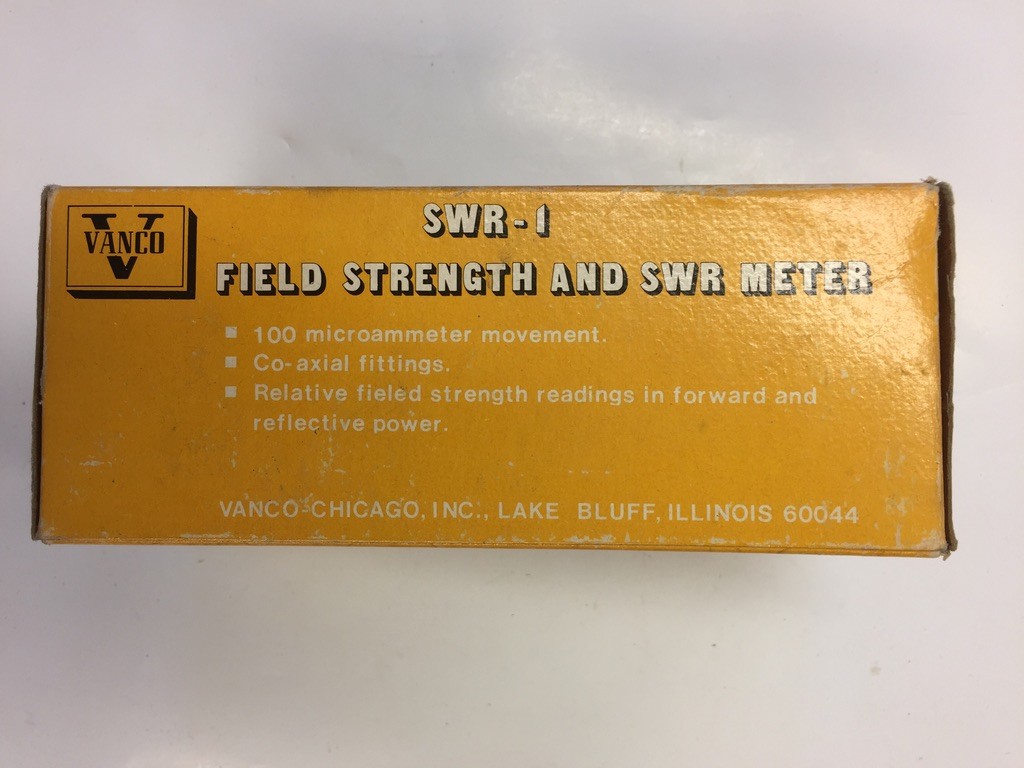 V
VANCO
SWR-1
FIELD STRENGTH AND SWR METER
■ 100 microammeter movement.
■ Co-axial fittings.
■ Relative fieled strength readings in forward and
reflective power.
VANCO-CHICAGO, INC., LAKE BLUFF, ILLINOIS 60044